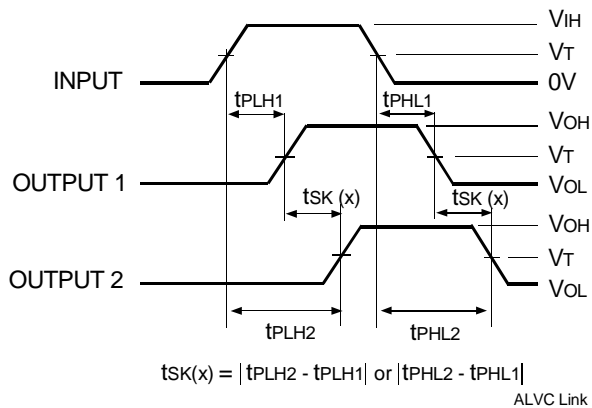 VIH
VT
INPUT
0V
tPLH1
tPHL1
VOH
VT
OUTPUT 1
VOL
tSK (x)
tSK (x)
VOH
VT
OUTPUT 2
VOL
tPLH2
tPHL2
tSK(x) = |tPLH2 - tPLH1| or |tPHL2 - tPHL1|
ALVC Link